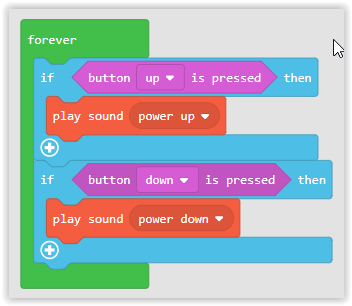 forever
if button up is pressed then
play sound power up
if button down is pressed then
play sound power down